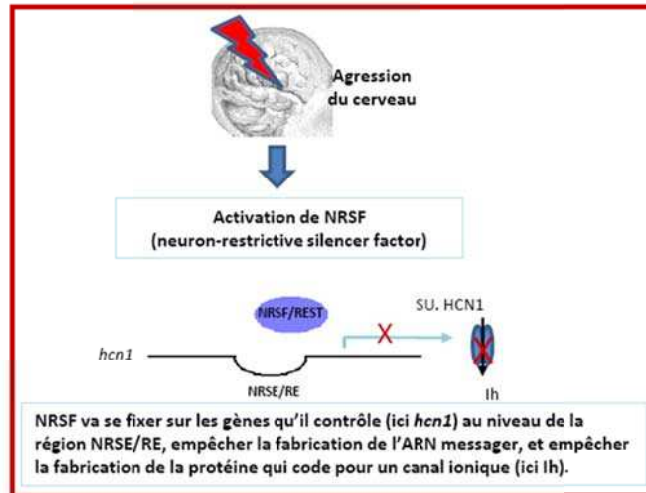 Agression
du cerveau
Activation de NRSF
(neuron-restrictive silencer factor)
NRSF/REST
SU. HCN1
X
hcn1
NRSE/RE
Ih
NRSF va se fixer sur les gènes qu'il contrôle (ici hcn1) au niveau de la
région NRSE/RE, empêcher la fabrication de l'ARN messager, et empêcher
la fabrication de la protéine qui code pour un canal ionique (ici Ih).